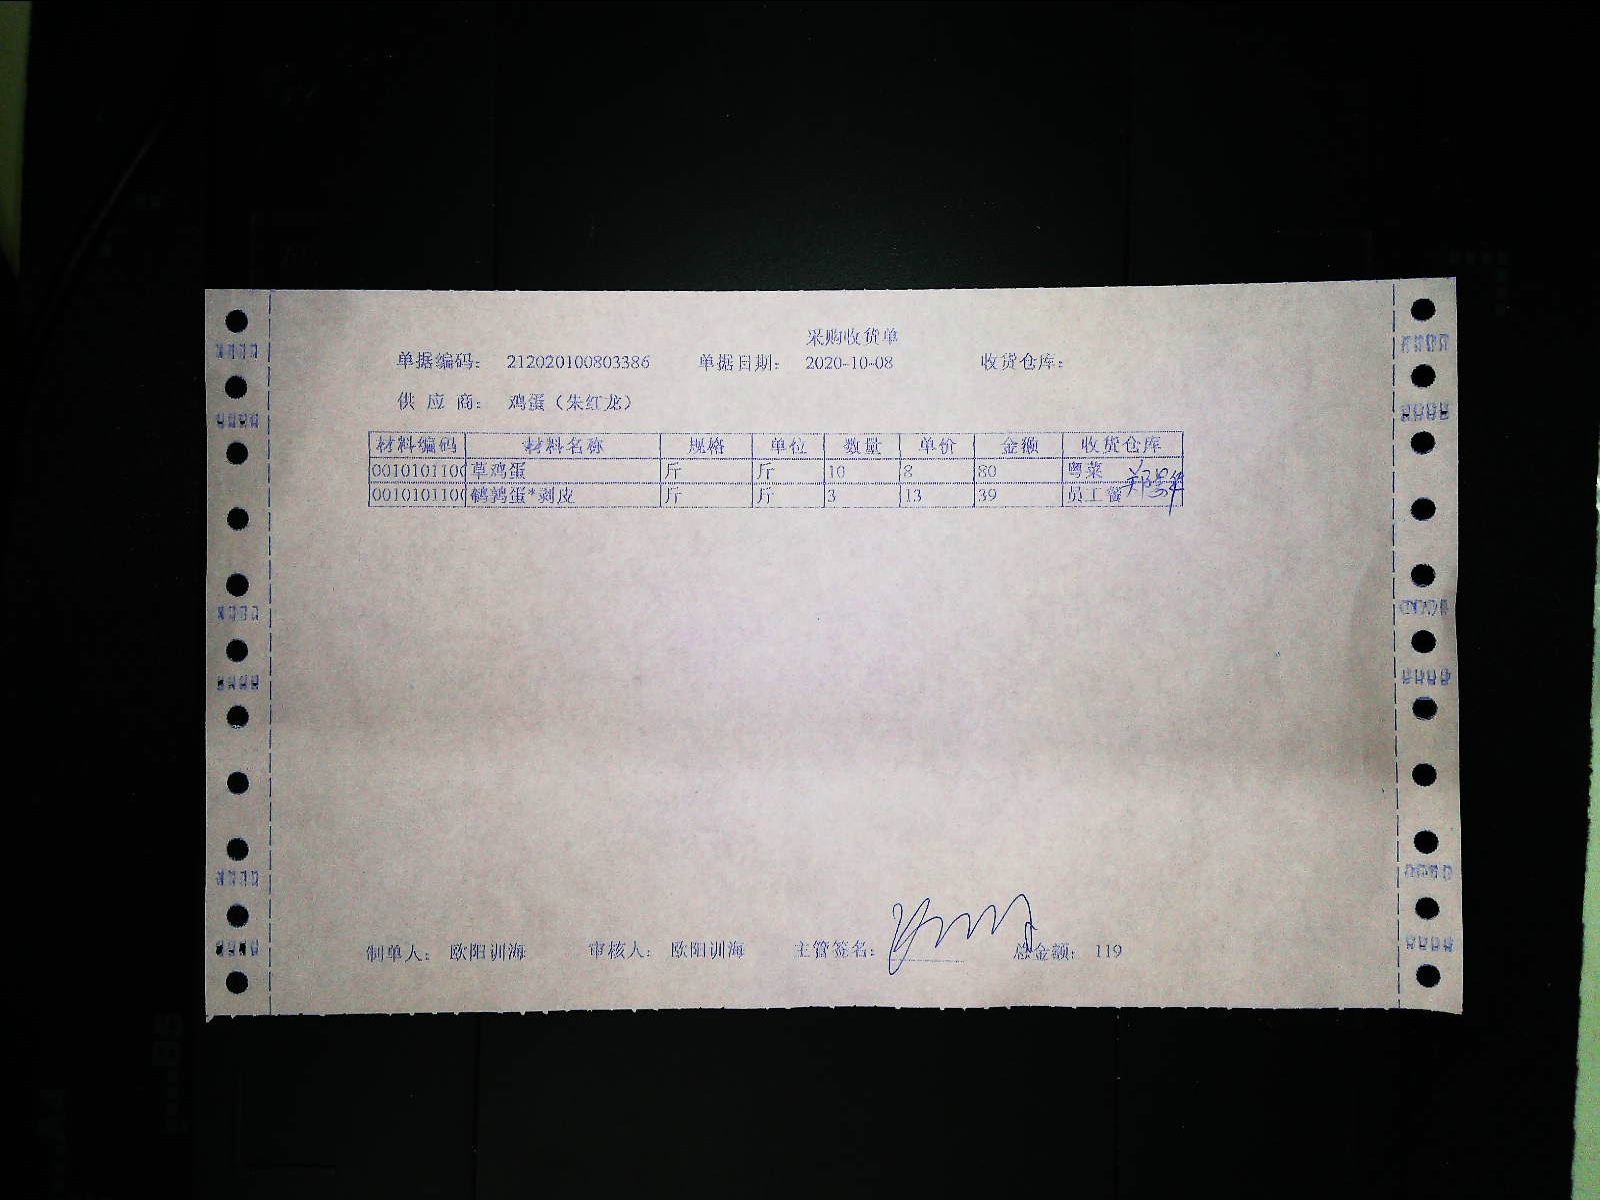 采购收货单
单据编码: 212020100803386 单据日期: 2020-10-08 收货仓库:
供 应 商: 鸡蛋（朱红龙）
材料编码 材料名称 规格 单位 数量 单价 金额 收货仓库
0010101100 草鸡蛋 斤 斤 10 8 80 粤菜
0010101100 鹌鹑蛋*剥皮 斤 斤 3 13 39 员工餐
制单人: 欧阳训海 审核人: 欧阳训海 主管签名: 总金额: 119